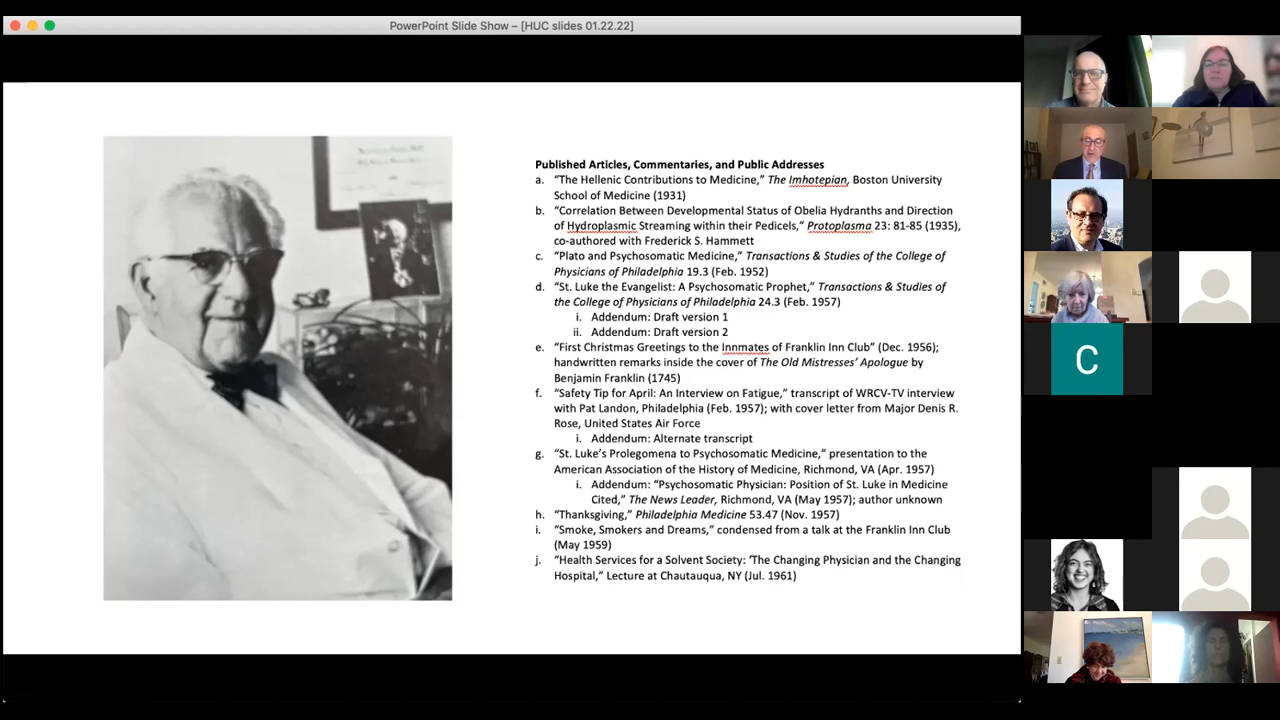 PowerPoint Slide Show – [HUC slides 01.22.22]
Published Articles, Commentaries, and Public Addresses
a. “The Hellenic Contributions to Medicine,” The Imhotepian, Boston University
School of Medicine (1931)
b. “Correlation Between Developmental Status of Obelia Hydranths and Direction
of Hydroplasmic Streaming within their Pedicels,” Protoplasma 23: 81-85 (1935),
co-authored with Frederick S. Hammett
c. “Plato and Psychosomatic Medicine,” Transactions & Studies of the College of
Physicians of Philadelphia 19.3 (Feb. 1952)
d. “St. Luke the Evangelist: A Psychosomatic Prophet,” Transactions & Studies of
the College of Physicians of Philadelphia 24.3 (Feb. 1957)
i. Addendum: Draft version 1
ii. Addendum: Draft version 2
e. “First Christmas Greetings to the Innmates of Franklin Inn Club” (Dec. 1956);
handwritten remarks inside the cover of The Old Mistresses’ Apologue by
Benjamin Franklin (1745)
f. “Safety Tip for April: An Interview on Fatigue,” transcript of WRCV-TV interview
with Pat Landon, Philadelphia (Feb. 1957); with cover letter from Major Denis R.
Rose, United States Air Force
i. Addendum: Alternate transcript
g. “St. Luke’s Prolegomena to Psychosomatic Medicine,” presentation to the
American Association of the History of Medicine, Richmond, VA (Apr. 1957)
i. Addendum: “Psychosomatic Physician: Position of St. Luke in Medicine
Cited,” The News Leader, Richmond, VA (May 1957); author unknown
h. “Thanksgiving,” Philadelphia Medicine 53.47 (Nov. 1957)
i. “Smoke, Smokers and Dreams,” condensed from a talk at the Franklin Inn Club
(May 1959)
j. “Health Services for a Solvent Society: ‘The Changing Physician and the Changing
Hospital,” Lecture at Chautauqua, NY (Jul. 1961)
C